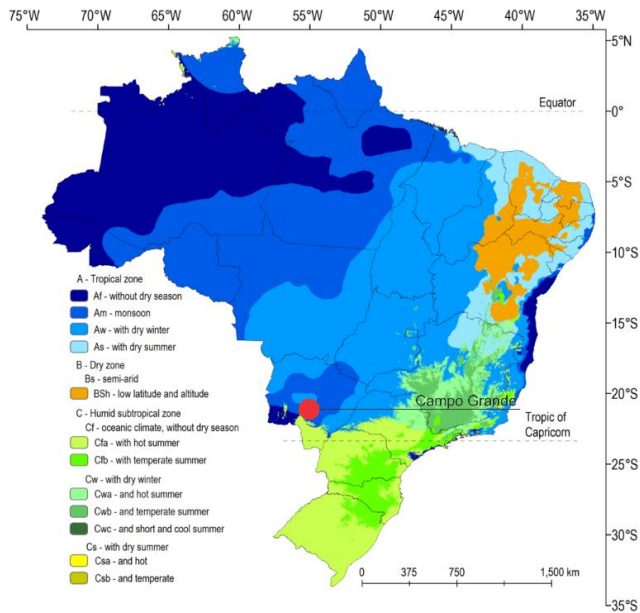 75°W 70°W 65°W 60°W 55°W 50°W 45°W 40°W 35°W
5°N
Equator
0°
5°S
10°S
A - Tropical zone
Af - without dry season
Am - monsoon
Aw - with dry winter
As - with dry summer
15°S
B - Dry zone
Bs - semi-arid
BSh - low latitude and altitude
20°S
Campo Grande
C - Humid subtropical zone
Cf - oceanic climate, without dry season
Tropic of
Capricorn
Cfa - with hot summer
Cfb - with temperate summer
25°S
Cw - with dry winter
Cwa - and hot summer
Cwb - and temperate summer
Cwc - and short and cool summer
30°S
Cs - with dry summer
Csa - and hot
Csb - and temperate
0 375 750 1,500 km
35°S